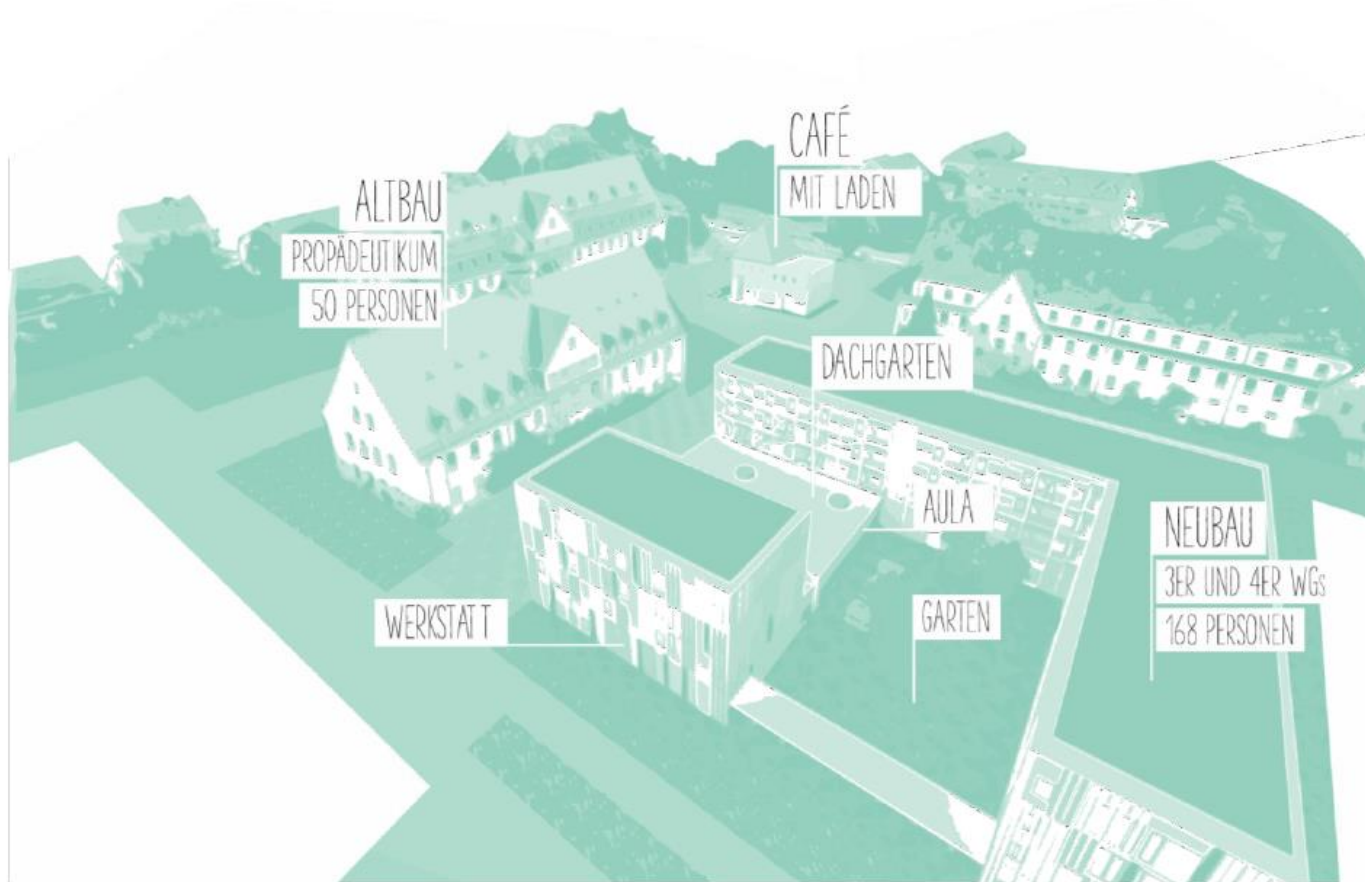 CAFÉ
MIT LADEN
ALTBAU
PROPÄDEUTIKUM
50 PERSONEN
DACHGARTEN
AULA
NEUBAU
3ER UND 4ER WGs
168 PERSONEN
WERKSTATT
GARTEN